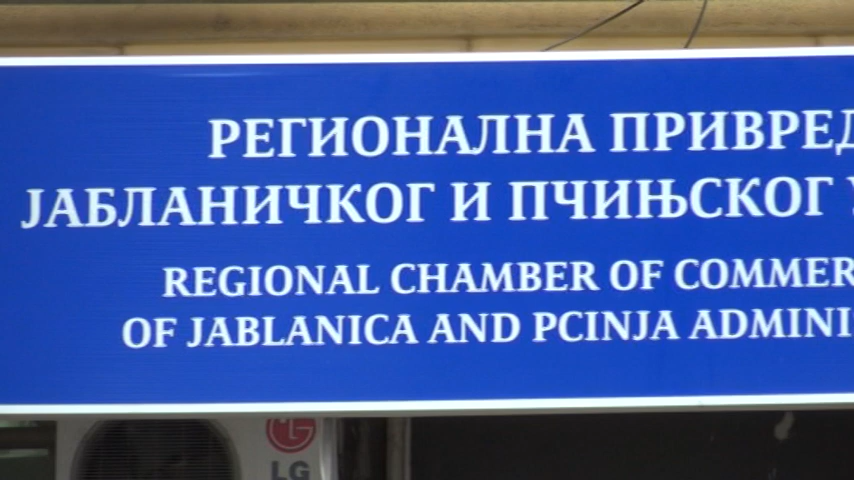 РЕГИОНАЛНА ПРИВРЕД
ЈАБЛАНИЧКОГ И ПЧИЊСКОГ
REGIONAL CHAMBER OF COMMER
OF JABLANICA AND PCINJA ADMINI
LG